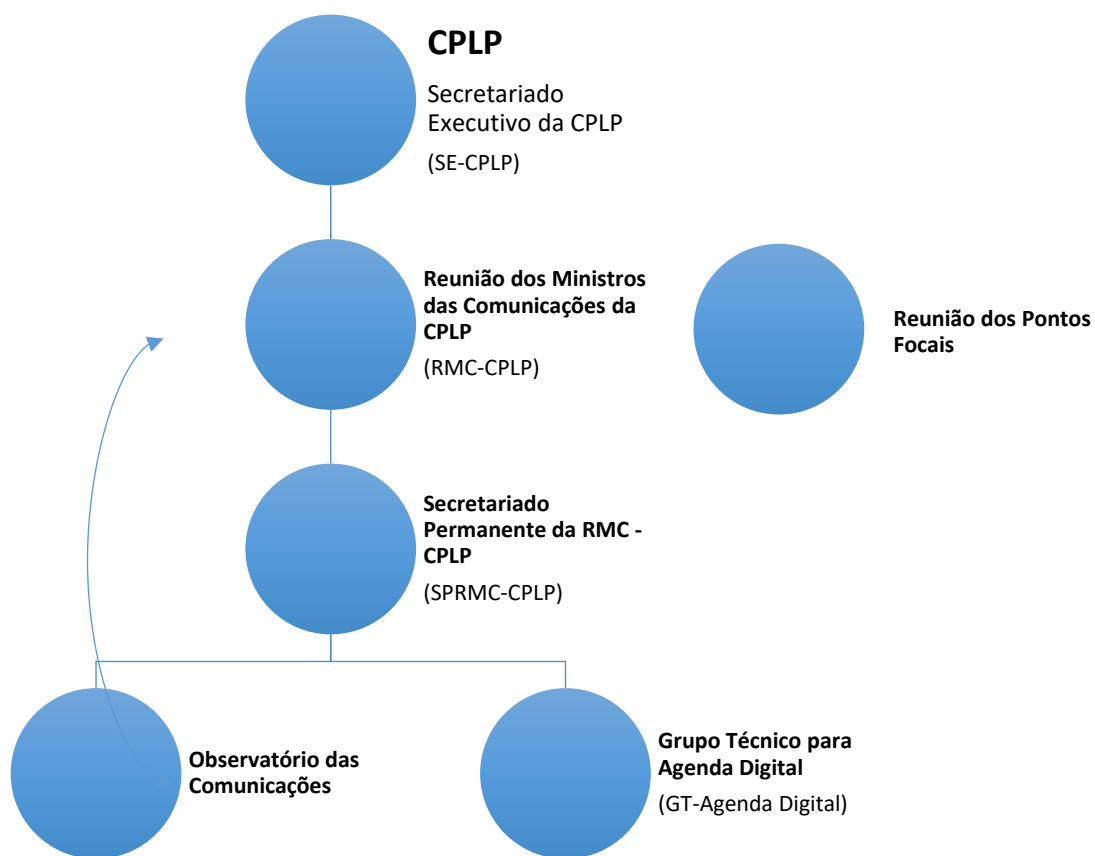 CPLP
Secretariado
Executivo da CPLP
(SE-CPLP)
Reunião dos Ministros
das Comunicações da
CPLP
(RMC-CPLP)
Reunião dos Pontos
Focais
Secretariado
Permanente da RMC -
CPLP
(SPRMC-CPLP)
Observatório das
Comunicações
Grupo Técnico para
Agenda Digital
(GT-Agenda Digital)